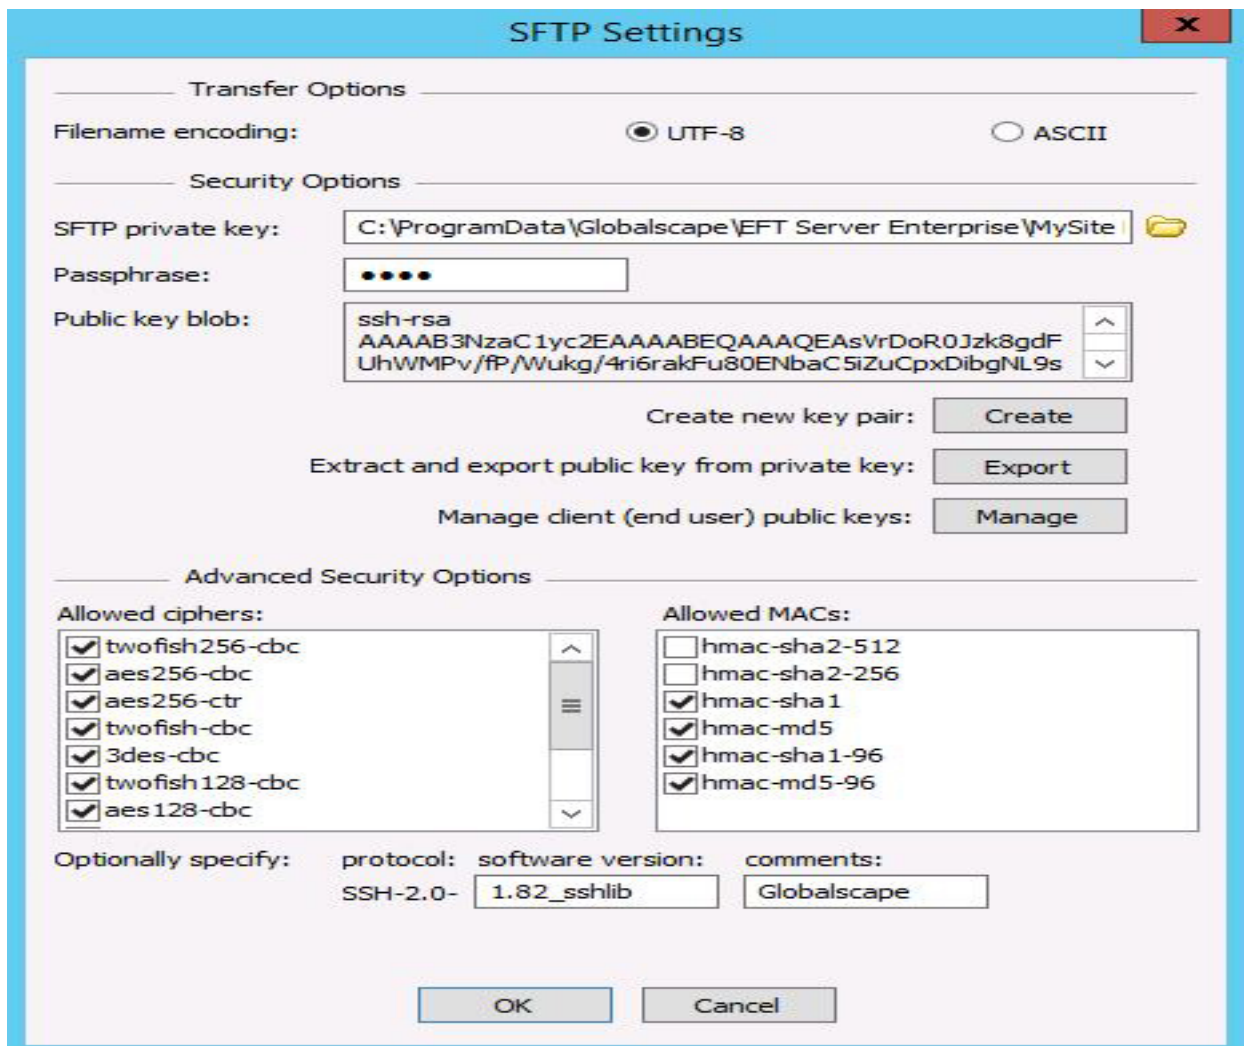 SFTP Settings
x
Transfer Options
Filename encoding: UTF-8 ASCII
Security Options
SFTP private key: C:\ProgramData\Globalscape\EFT Server Enterprise\MySite
Passphrase: ●●●●
Public key blob: ssh-rsa
AAAAB3NzaC1yc2EAAAABEQAAAQEAsVrDoR0Jzk8gdF
UhWMPv/fP/Wukg/4ri6rakFu80ENbaC5iZuCpxDibgNL9s
Create new key pair: Create
Extract and export public key from private key: Export
Manage client (end user) public keys: Manage
Advanced Security Options
Allowed ciphers: Allowed MACs:
twofish256-cbc hmac-sha2-512
aes256-cbc hmac-sha2-256
aes256-ctr hmac-sha1
twofish-cbc hmac-md5
3des-cbc hmac-sha1-96
twofish128-cbc hmac-md5-96
aes128-cbc
Optionally specify: protocol: software version: comments:
SSH-2.0- 1.82_sshlib Globalscape
OK Cancel